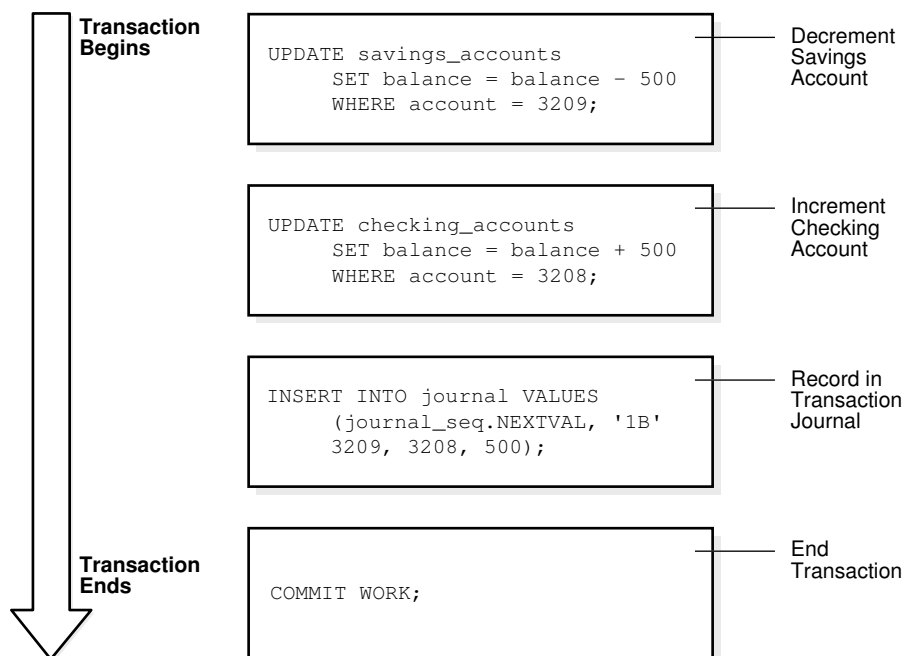 Transaction
Begins
UPDATE savings_accounts
SET balance = balance - 500
WHERE account = 3209;
Decrement
Savings
Account
UPDATE checking_accounts
SET balance = balance + 500
WHERE account = 3208;
Increment
Checking
Account
INSERT INTO journal VALUES
(journal_seq.NEXTVAL, '1B'
3209, 3208, 500);
Record in
Transaction
Journal
Transaction
Ends
COMMIT WORK;
End
Transaction